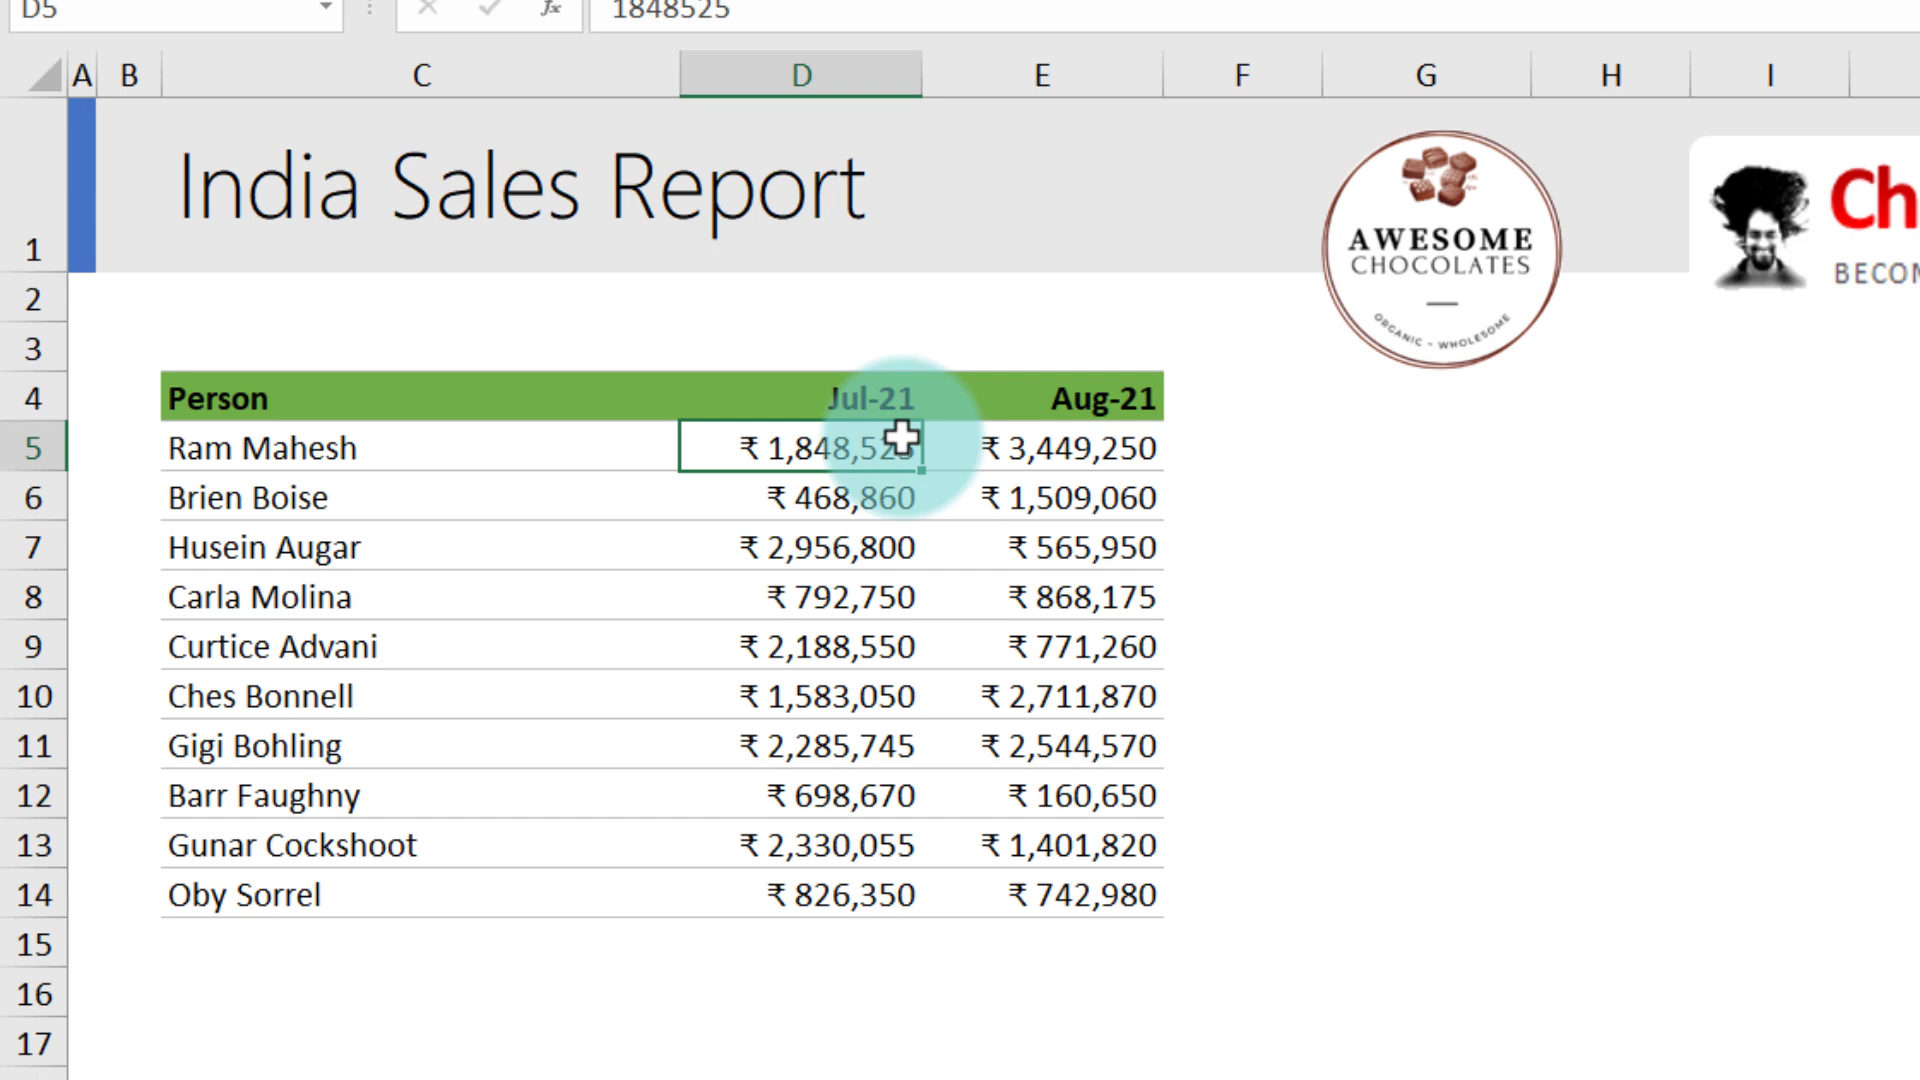 D5 fx 1848525
A B C D E F G H I
1 India Sales Report
AWESOME
CHOCOLATES
ORGANIC ~ WHOLESOME
Ch
BECOM
2
3
4 Person Jul-21 Aug-21
5 Ram Mahesh ₹ 1,848,525 ₹ 3,449,250
6 Brien Boise ₹ 468,860 ₹ 1,509,060
7 Husein Augar ₹ 2,956,800 ₹ 565,950
8 Carla Molina ₹ 792,750 ₹ 868,175
9 Curtice Advani ₹ 2,188,550 ₹ 771,260
10 Ches Bonnell ₹ 1,583,050 ₹ 2,711,870
11 Gigi Bohling ₹ 2,285,745 ₹ 2,544,570
12 Barr Faughny ₹ 698,670 ₹ 160,650
13 Gunar Cockshoot ₹ 2,330,055 ₹ 1,401,820
14 Oby Sorrel ₹ 826,350 ₹ 742,980
15
16
17